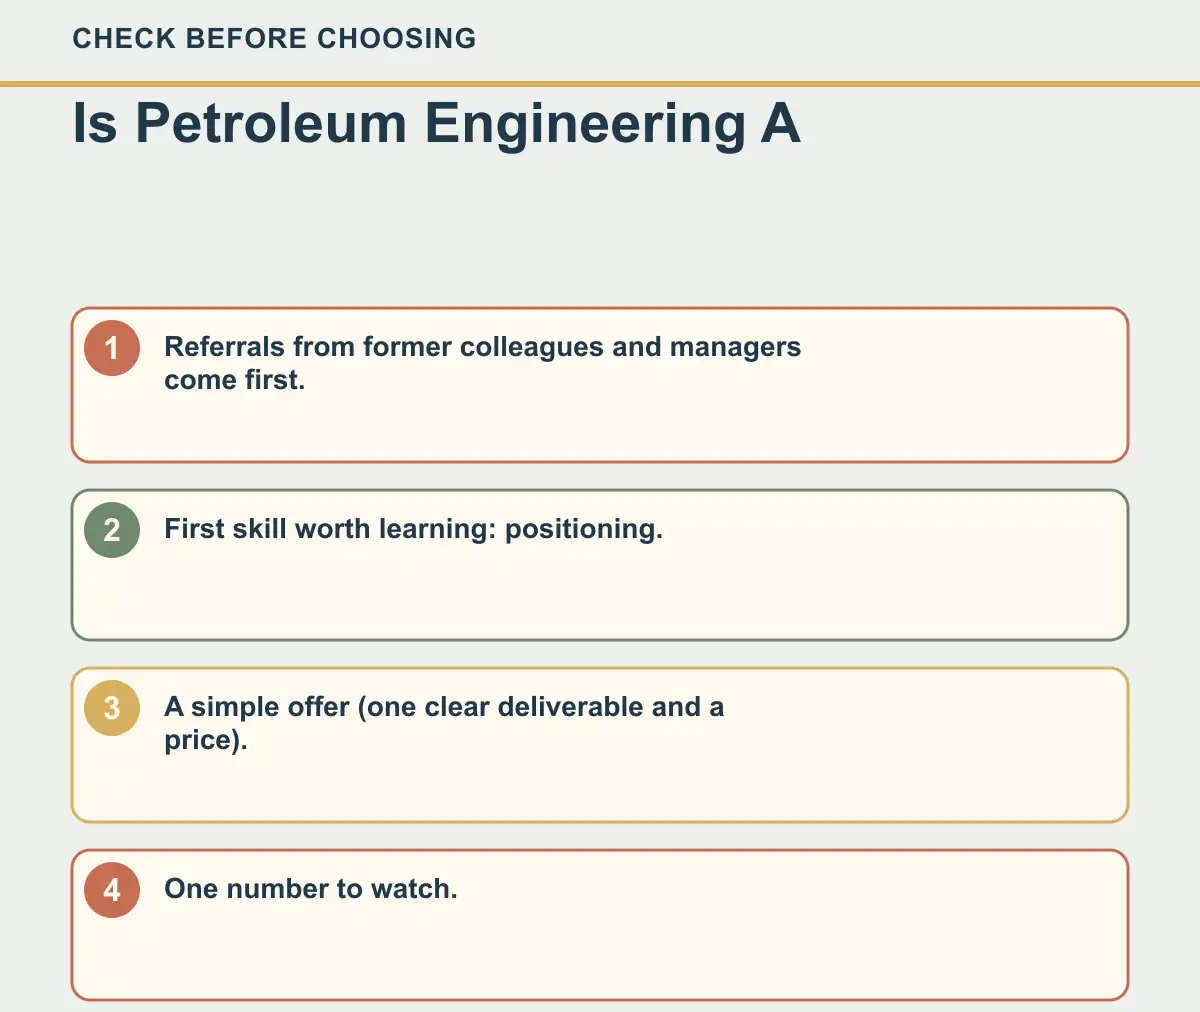 CHECK BEFORE CHOOSING
Is Petroleum Engineering A
1
Referrals from former colleagues and managers
come first.
2
First skill worth learning: positioning.
3
A simple offer (one clear deliverable and a
price).
4
One number to watch.